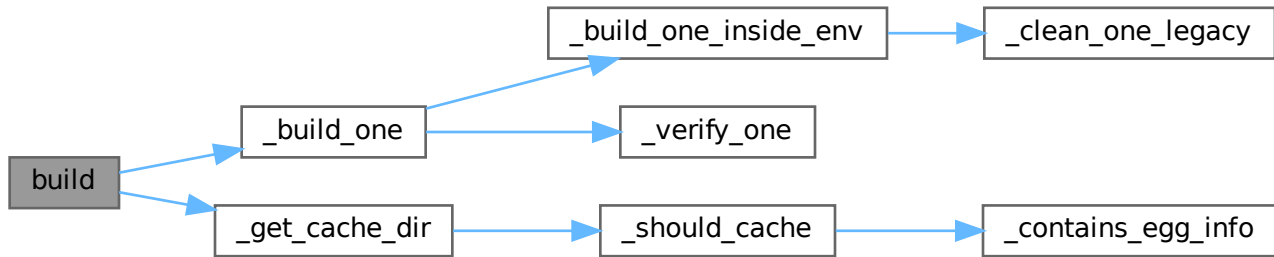 build
_build_one
_build_one_inside_env
_clean_one_legacy
_verify_one
_get_cache_dir
_should_cache
_contains_egg_info